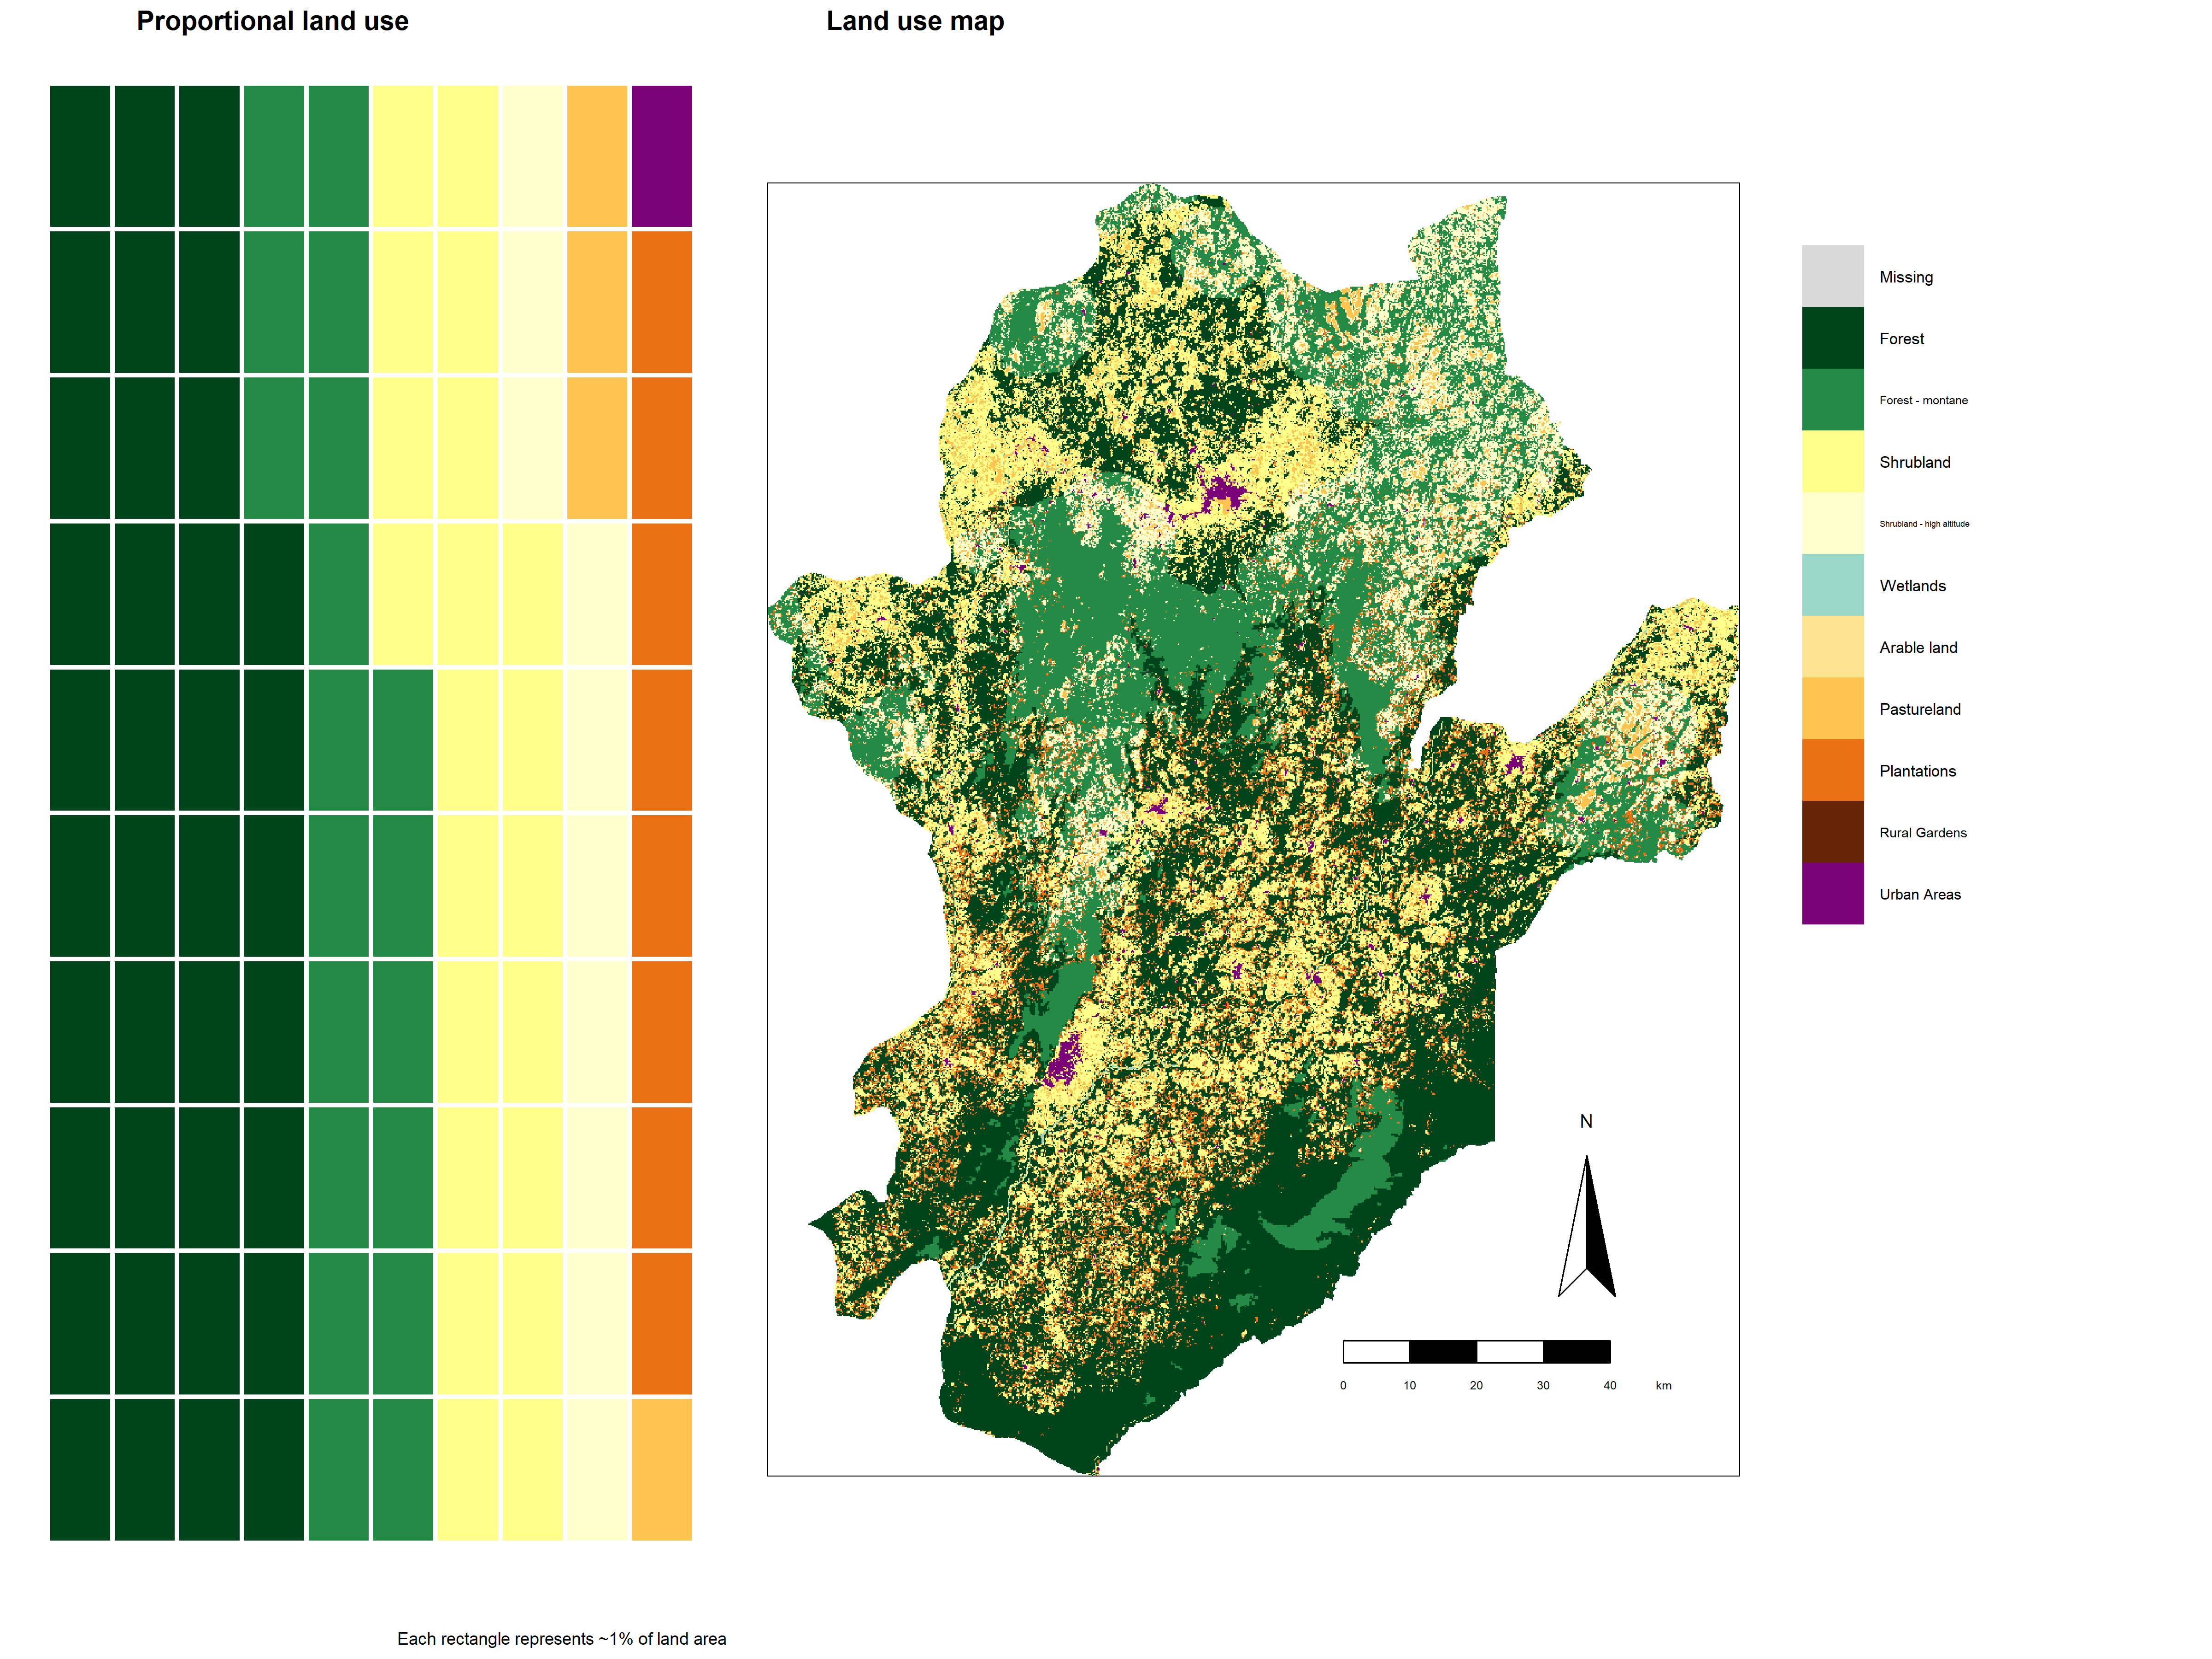 Proportional land use
Land use map
Missing
Forest
Forest - montane
Shrubland
Shrubland - high altitude
Wetlands
Arable land
Pastureland
Plantations
Rural Gardens
Urban Areas
N
0 10 20 30 40 km
Each rectangle represents ~1% of land area